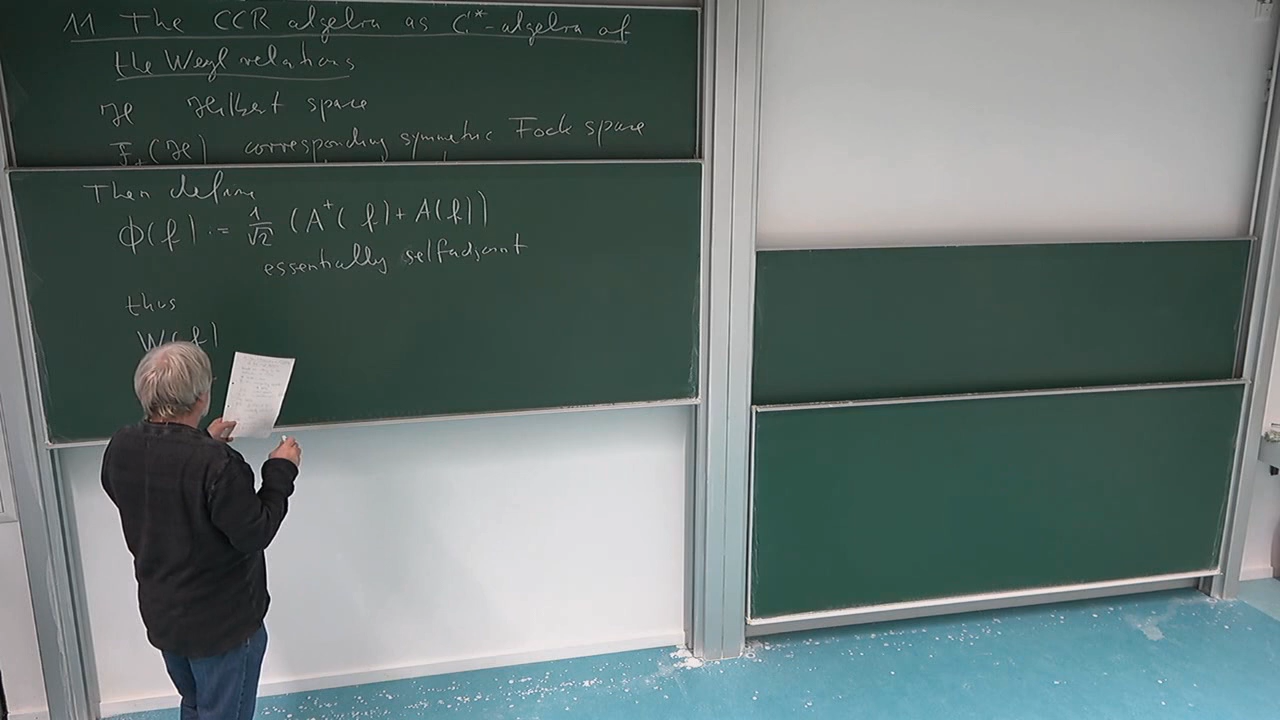 11 The CCR algebra as C*-algebra of
the Weyl relations
ℋ Hilbert space
F₊(ℋ) corresponding symmetric Fock space
Then define
Φ(f) := 1/√2 (A⁺(f) + A(f))
essentially selfadjoint
thus
W(f)